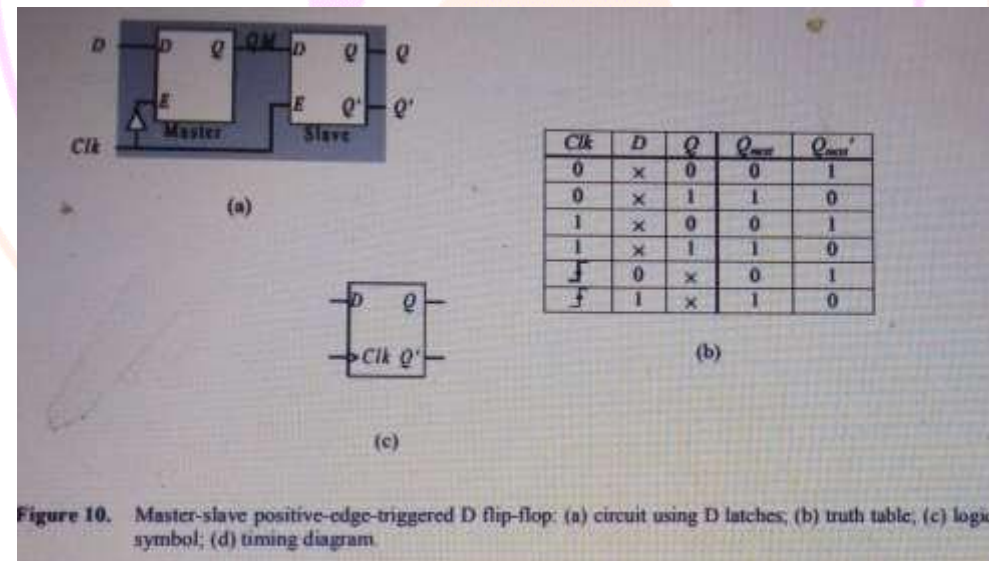 D D Q QM D Q Q
E E Q' Q'
Master Slave
Clk
(a)
Clk D Q Qnext Qnext'
0 × 0 0 1
0 × 1 1 0
1 × 0 0 1
1 × 1 1 0
0 × 0 1
1 × 1 0
(b)
D Q
Clk Q'
(c)
Figure 10. Master-slave positive-edge-triggered D flip-flop: (a) circuit using D latches; (b) truth table; (c) logic
symbol; (d) timing diagram.